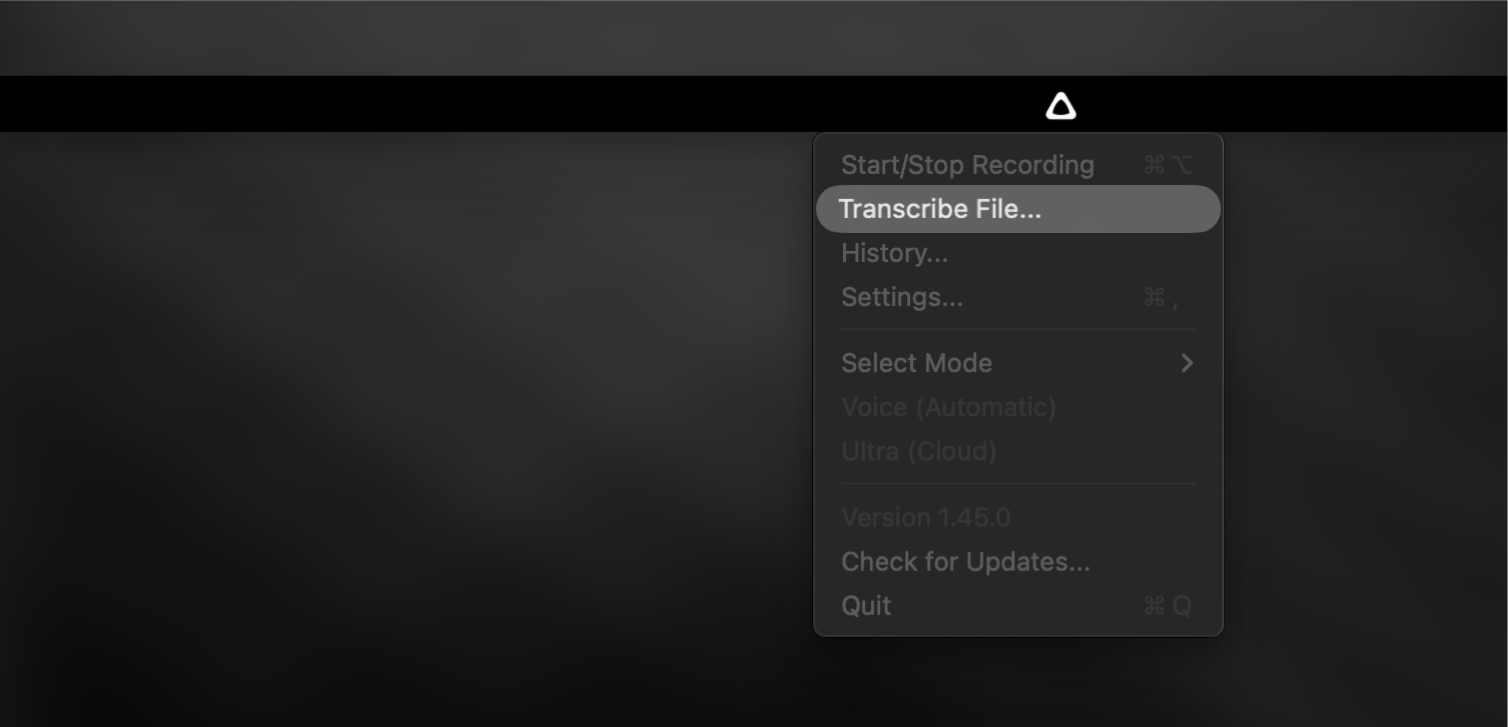 Start/Stop Recording ⌘⌥
Transcribe File...
History...
Settings... ⌘,
Select Mode
Voice (Automatic)
Ultra (Cloud)
Version 1.45.0
Check for Updates...
Quit ⌘Q